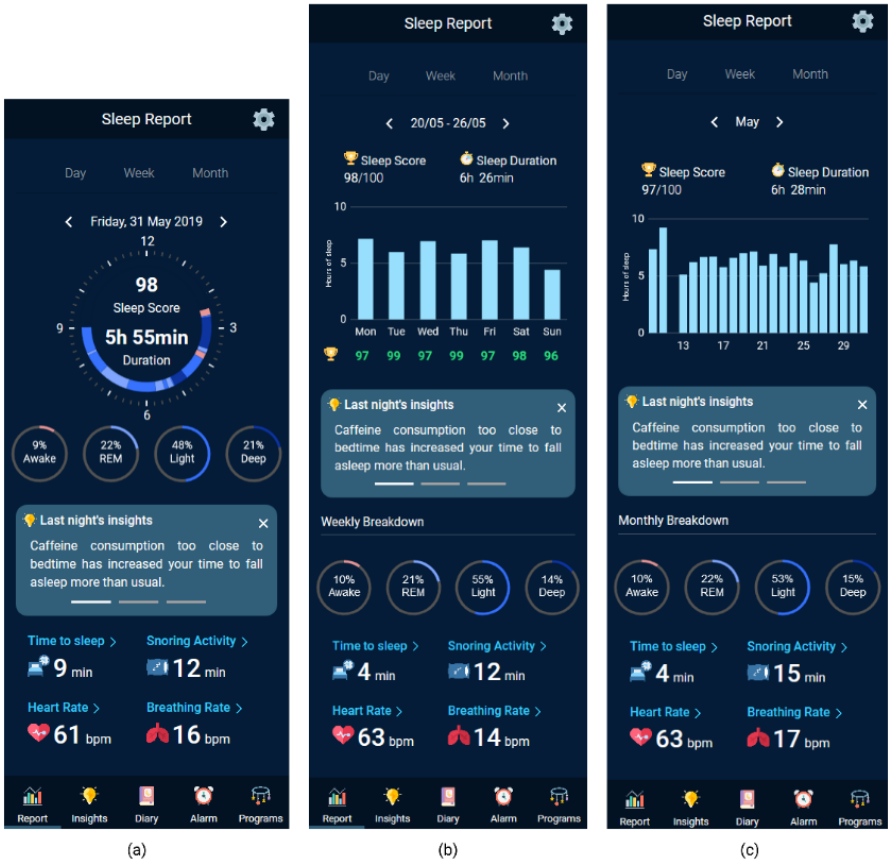 Sleep Report
Day Week Month
Friday, 31 May 2019
12
98
Sleep Score
9
3
5h 55min
Duration
6
9% Awake
22% REM
48% Light
21% Deep
Last night's insights
Caffeine consumption too close to
bedtime has increased your time to fall
asleep more than usual.
Time to sleep > Snoring Activity >
9 min 12 min
Heart Rate > Breathing Rate >
61 bpm 16 bpm
Report Insights Diary Alarm Programs
(a)
Sleep Report
Day Week Month
20/05 - 26/05
Sleep Score Sleep Duration
98/100 6h 26min
10
Hours of sleep
5
0
Mon Tue Wed Thu Fri Sat Sun
97 99 97 99 97 98 96
Last night's insights
Caffeine consumption too close to
bedtime has increased your time to fall
asleep more than usual.
Weekly Breakdown
10% Awake
21% REM
55% Light
14% Deep
Time to sleep > Snoring Activity >
4 min 12 min
Heart Rate > Breathing Rate >
63 bpm 14 bpm
Report Insights Diary Alarm Programs
(b)
Sleep Report
Day Week Month
May
Sleep Score Sleep Duration
97/100 6h 28min
10
Hours of sleep
5
0
13 17 21 25 29
Last night's insights
Caffeine consumption too close to
bedtime has increased your time to fall
asleep more than usual.
Monthly Breakdown
10% Awake
22% REM
53% Light
15% Deep
Time to sleep > Snoring Activity >
4 min 15 min
Heart Rate > Breathing Rate >
63 bpm 17 bpm
Report Insights Diary Alarm Programs
(c)